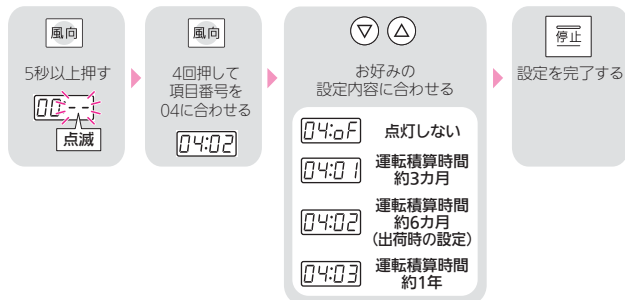 風向
5秒以上押す
00:--
点滅
風向
4回押して
項目番号を
04に合わせる
04:02
お好みの
設定内容に合わせる
04:oF 点灯しない
04:01 運転積算時間
約3カ月
04:02 運転積算時間
約6カ月
(出荷時の設定)
04:03 運転積算時間
約1年
停止
設定を完了する